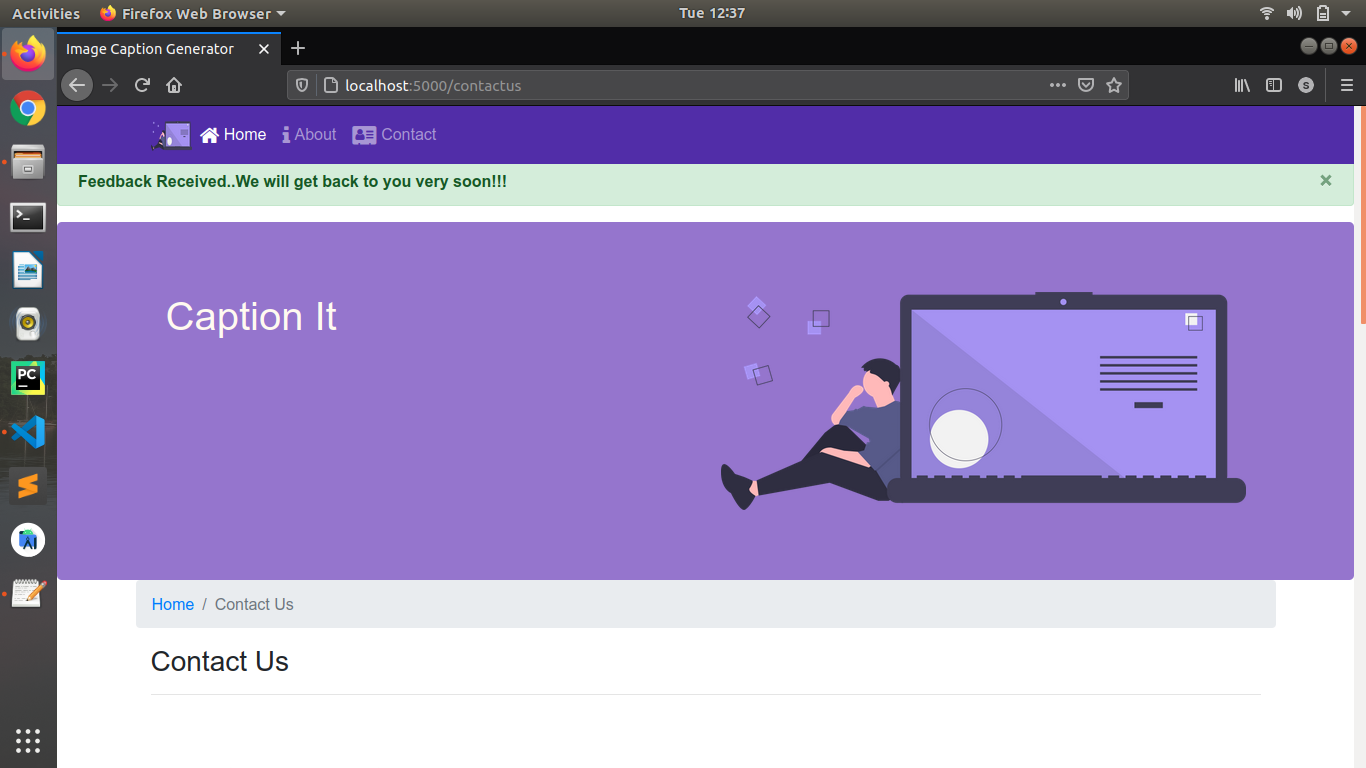 Activities Firefox Web Browser Tue 12:37
Image Caption Generator
localhost:5000/contactus
S
Home About Contact
Feedback Received..We will get back to you very soon!!! ×
Caption It
PC
Home / Contact Us
Contact Us